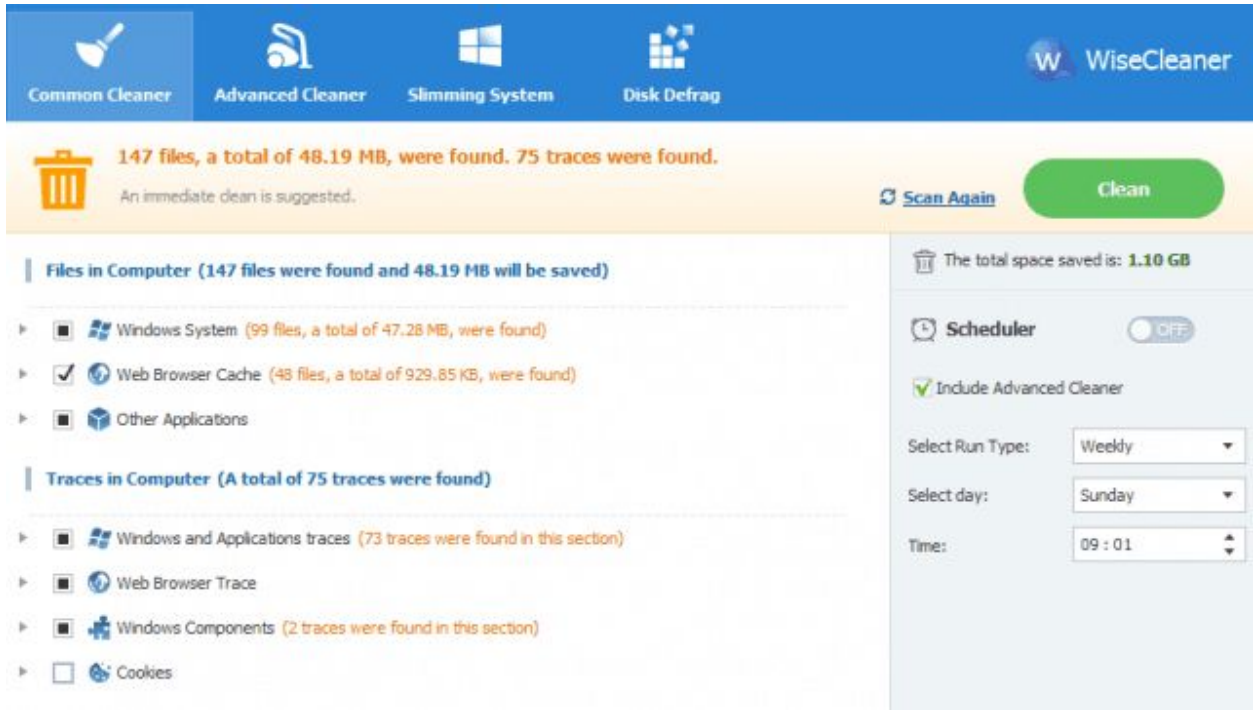 Common Cleaner
Advanced Cleaner
Slimming System
Disk Defrag
W WiseCleaner
147 files, a total of 48.19 MB, were found. 75 traces were found.
An immediate clean is suggested.
Scan Again
Clean
Files in Computer (147 files were found and 48.19 MB will be saved)
Windows System (99 files, a total of 47.28 MB, were found)
Web Browser Cache (48 files, a total of 929.85 KB, were found)
Other Applications
Traces in Computer (A total of 75 traces were found)
Windows and Applications traces (73 traces were found in this section)
Web Browser Trace
Windows Components (2 traces were found in this section)
Cookies
The total space saved is: 1.10 GB
Scheduler OFF
Include Advanced Cleaner
Select Run Type: Weekly
Select day: Sunday
Time: 09 : 01